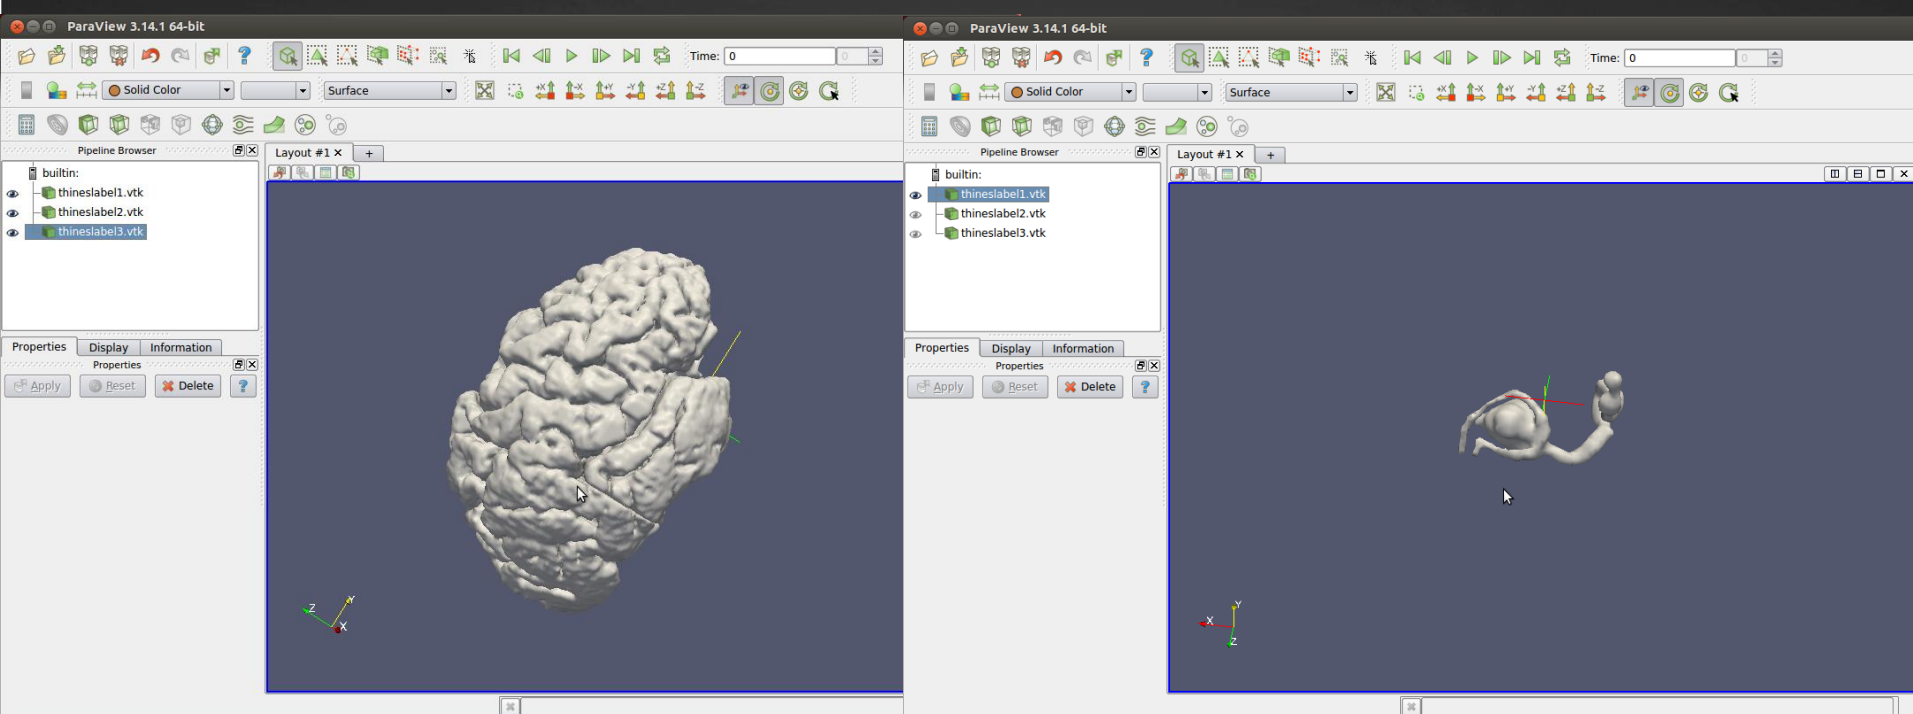 ParaView 3.14.1 64-bit
Time: 0
0
Solid Color
Surface
+X -X +Y -Y +Z -Z
Pipeline Browser
Layout #1
builtin:
thineslabel1.vtk
thineslabel2.vtk
thineslabel3.vtk
Properties Display Information
Properties
Apply Reset Delete ?
Z
Y
X
ParaView 3.14.1 64-bit
Time: 0
0
Solid Color
Surface
+X -X +Y -Y +Z -Z
Pipeline Browser
Layout #1
builtin:
thineslabel1.vtk
thineslabel2.vtk
thineslabel3.vtk
Properties Display Information
Properties
Apply Reset Delete ?
Y
X
Z